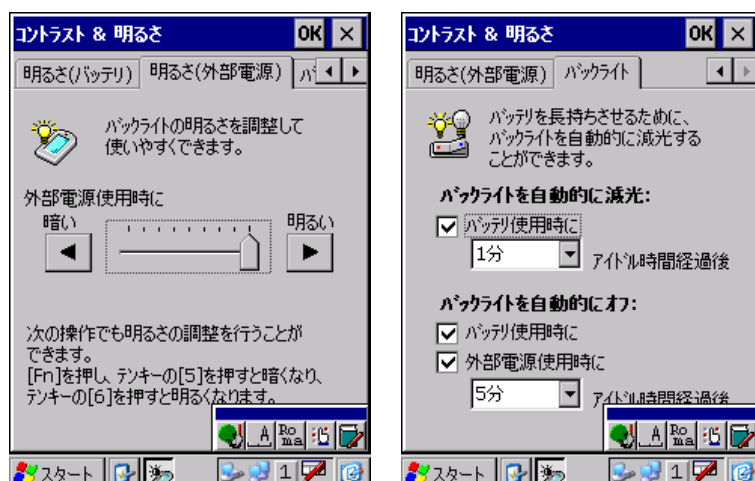 コントラスト & 明るさ OK ×
明るさ(バッテリ) 明るさ(外部電源)
バックライトの明るさを調整して
使いやすくできます。
外部電源使用時に
暗い 明るい
次の操作でも明るさの調整を行うことが
できます。
[Fn]を押し、テンキーの[5]を押すと暗くなり、
テンキーの[6]を押すと明るくなります。
A Roma
スタート 1
コントラスト & 明るさ OK ×
明るさ(外部電源) バックライト
バッテリを長持ちさせるために、
バックライトを自動的に減光する
ことができます。
バックライトを自動的に減光:
バッテリ使用時に
1分 アイドル時間経過後
バックライトを自動的にオフ:
バッテリ使用時に
外部電源使用時に
5分 アイドル時間経過後
A Roma
スタート 1